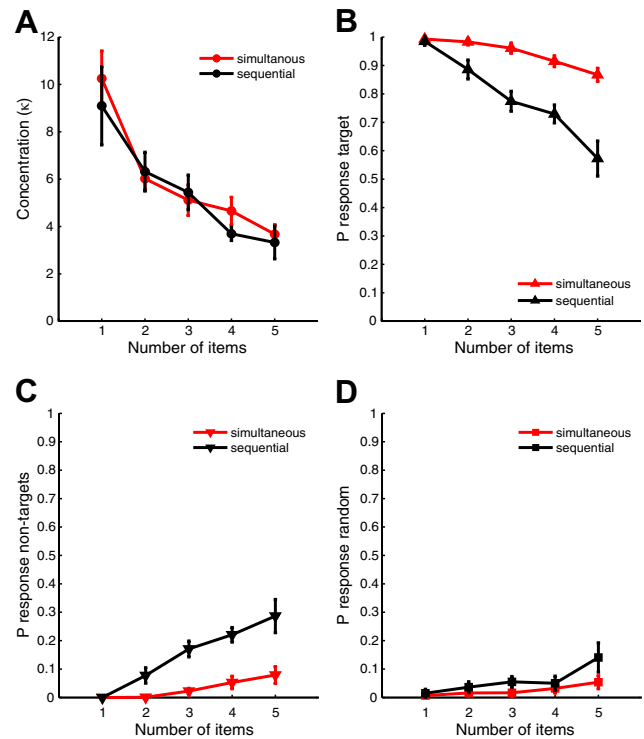 A
12
10
8
6
4
2
0
Concentration (κ)
simultanous
sequential
1 2 3 4 5
Number of items
B
1
0.9
0.8
0.7
0.6
0.5
0.4
0.3
0.2
0.1
0
P response target
simultaneous
sequential
1 2 3 4 5
Number of items
C
1
0.9
0.8
0.7
0.6
0.5
0.4
0.3
0.2
0.1
0
P response non-targets
simultaneous
sequential
1 2 3 4 5
Number of items
D
1
0.9
0.8
0.7
0.6
0.5
0.4
0.3
0.2
0.1
0
P response random
simultaneous
sequential
1 2 3 4 5
Number of items